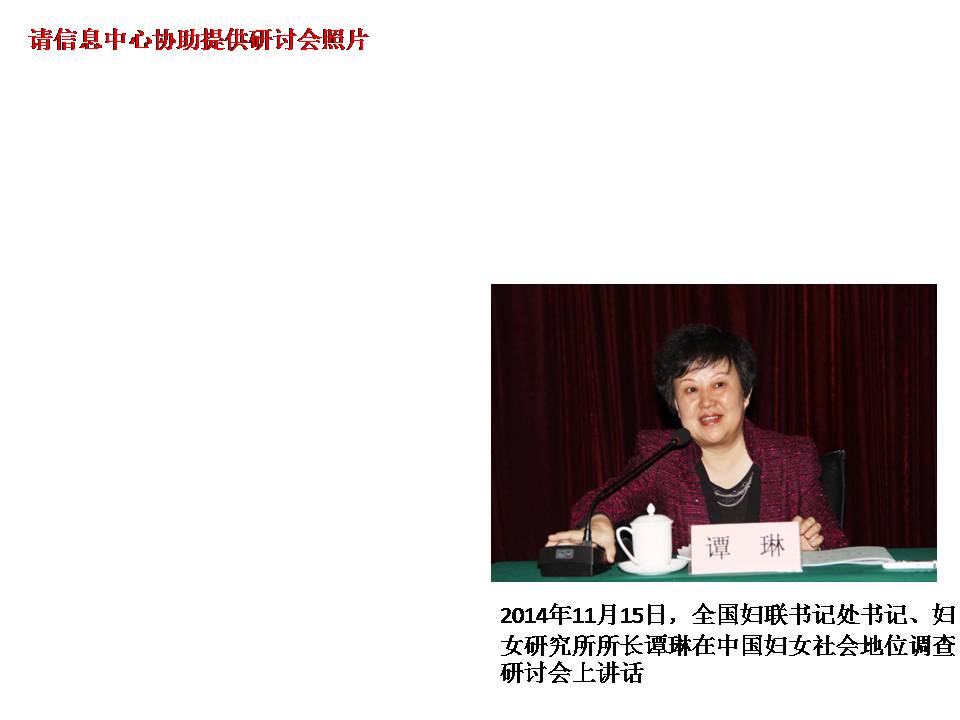 请信息中心协助提供研讨会照片
谭 琳
2014年11月15日，全国妇联书记处书记、妇
女研究所所长谭琳在中国妇女社会地位调查
研讨会上讲话